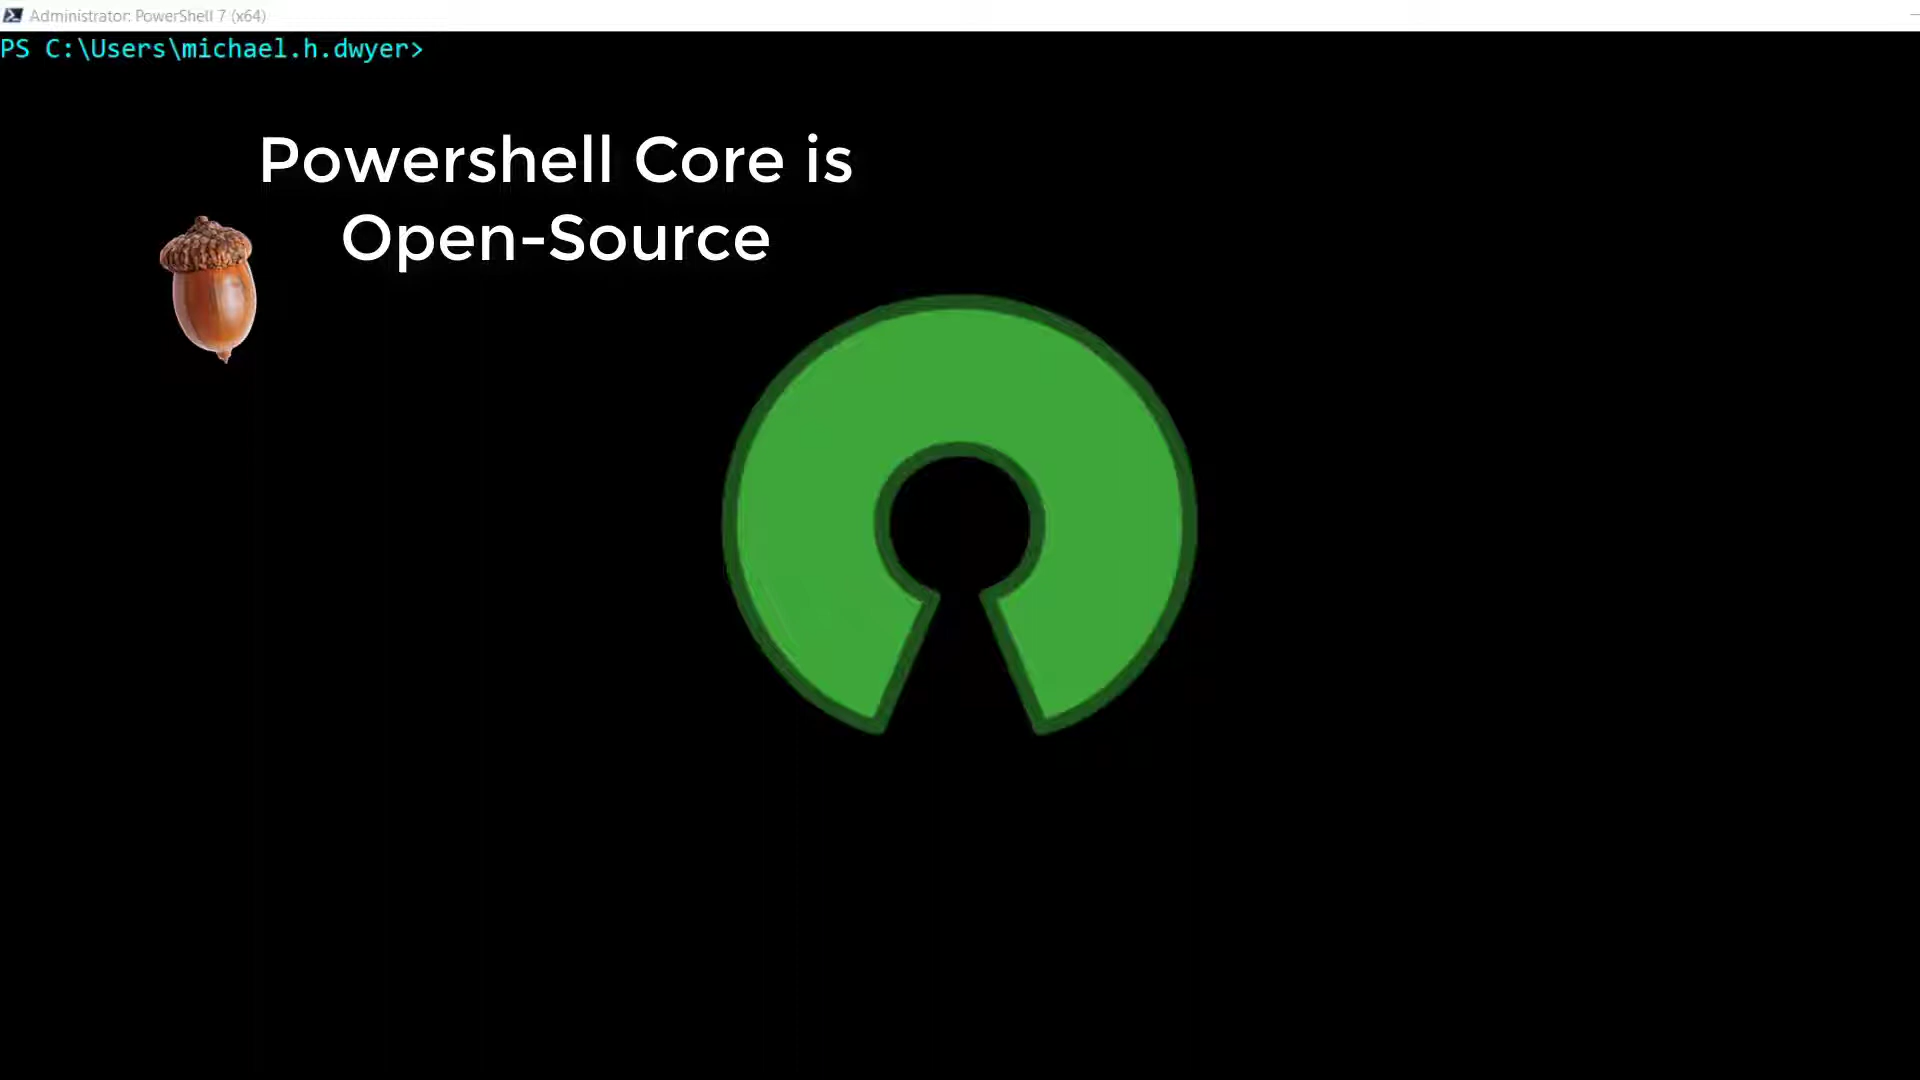 Administrator: PowerShell 7 (x64)
PS C:\Users\michael.h.dwyer>
Powershell Core is
Open-Source